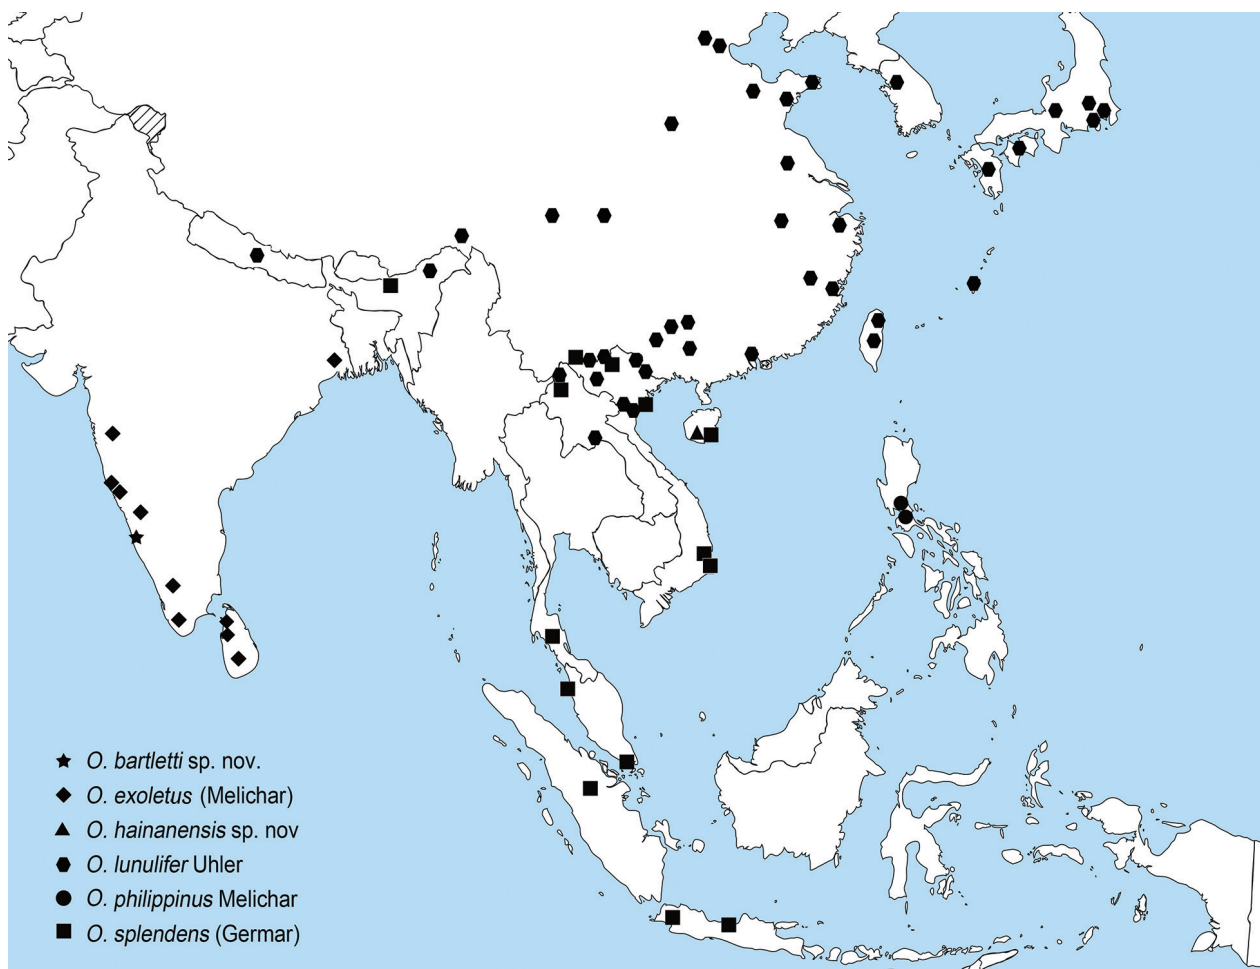 O. bartletti sp. nov.
O. exoletus (Melichar)
O. hainanensis sp. nov
O. lunulifer Uhler
O. philippinus Melichar
O. splendens (Germar)